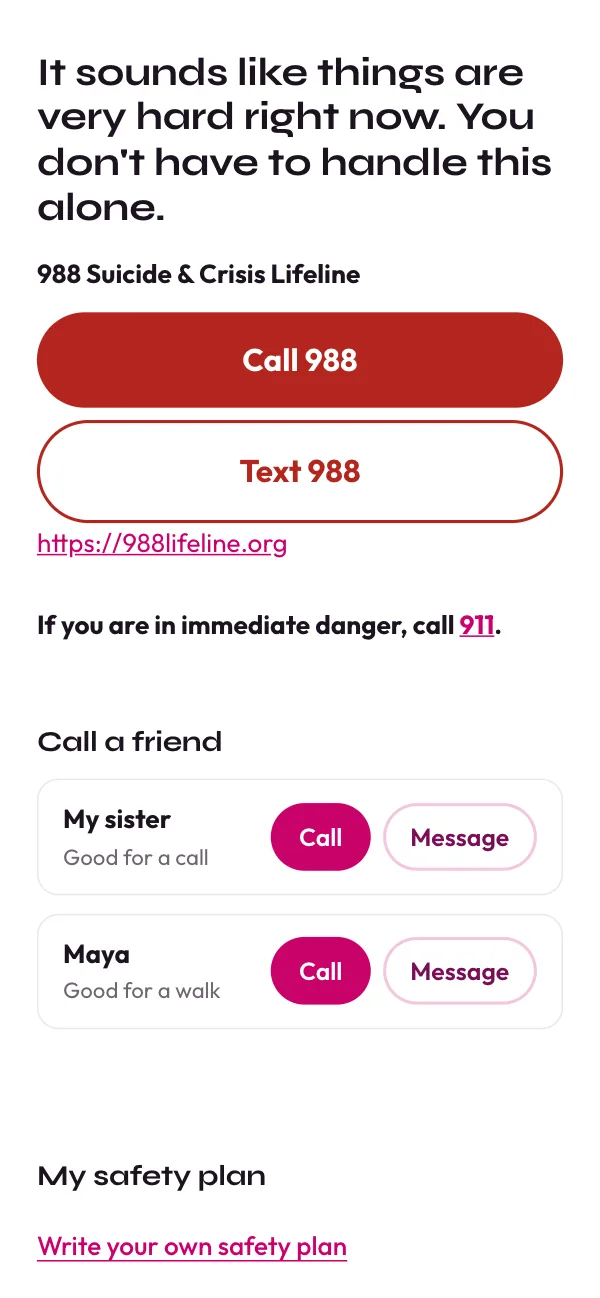 It sounds like things are
very hard right now. You
don't have to handle this
alone.
988 Suicide & Crisis Lifeline
Call 988
Text 988
https://988lifeline.org
If you are in immediate danger, call 911.
Call a friend
My sister
Good for a call
Call
Message
Maya
Good for a walk
Call
Message
My safety plan
Write your own safety plan